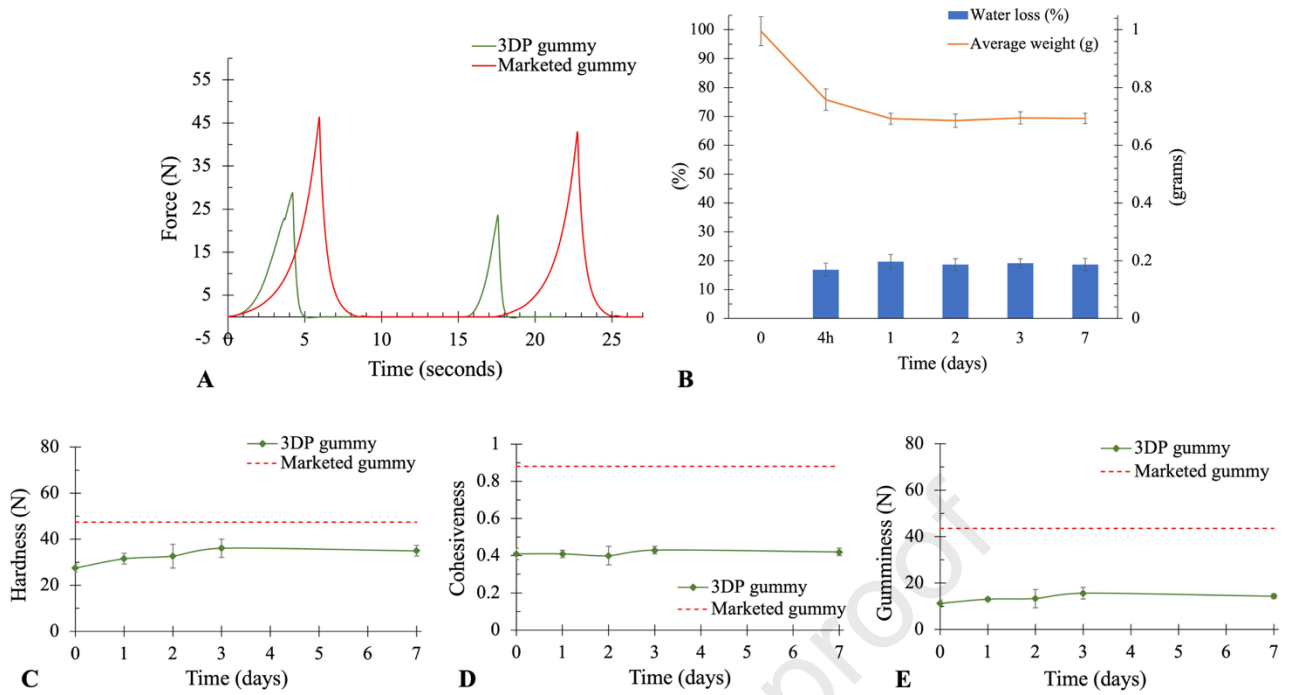 3DP gummy
Marketed gummy
55
45
35
25
15
5
-5
Force (N)
0
5
10
15
20
25
Time (seconds)
A
Water loss (%)
Average weight (g)
100
90
80
70
60
50
40
30
20
10
0
(%)
1
0.8
0.6
0.4
0.2
0
(grams)
0
4h
1
2
3
7
Time (days)
B
3DP gummy
Marketed gummy
80
60
40
20
0
Hardness (N)
0
1
2
3
4
5
6
7
Time (days)
C
1
0.8
0.6
0.4
0.2
0
Cohesiveness
3DP gummy
Marketed gummy
0
1
2
3
4
5
6
7
Time (days)
D
3DP gummy
Marketed gummy
80
60
40
20
0
Gumminess (N)
0
1
2
3
4
5
6
7
Time (days)
E
proof